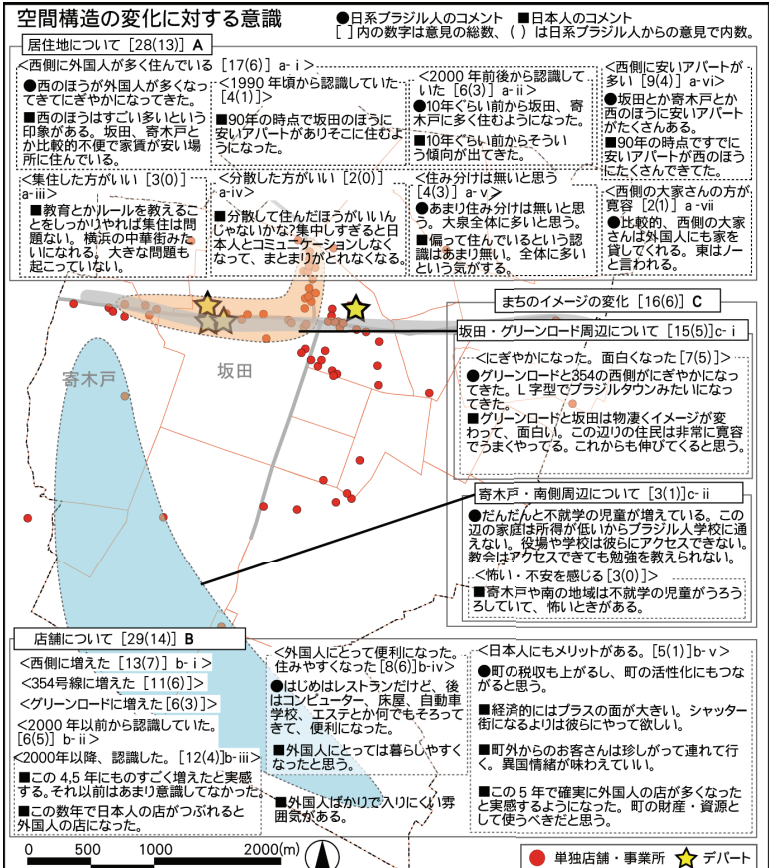 空間構造の変化に対する意識
●日系ブラジル人のコメント ■日本人のコメント
[ ]内の数字は意見の総数、( )は日系ブラジル人からの意見で内数。
居住地について [28(13)] A
<西側に外国人が多く住んでいる [17(6)] a-ⅰ>
●西のほうが外国人が多くなっ
てきてにぎやかになってきた。
■西のほうはすごい多いという
印象がある。坂田、寄木戸と
か比較的不便で家賃が安い場
所に住んでいる。
<1990年頃から認識していた
[4(1)]>
■90年の時点で坂田のほうに
安いアパートがありそこに住むよ
うになった。
<2000年前後から認識して
いた [6(3)] a-ⅱ>
●10年ぐらい前から坂田、寄
木戸に多く住むようになった。
■10年ぐらい前からそうい
う傾向が出てきた。
<西側に安いアパートが
多い [9(4)] a-ⅵ>
●坂田とか寄木戸とか
西のほうに安いアパート
がたくさんある。
■90年の時点ですでに
安いアパートが西のほう
にたくさんできてた。
<集住した方がいい [3(0)]
a-ⅲ>
■教育とかルールを教えるこ
とをしっかりやれば集住は問
題ない。横浜の中華街みた
いになれる。大きな問題も
起こっていない。
<分散した方がいい [2(0)]
a-ⅳ>
■分散して住んだほうがいいん
じゃないかな?集中しすぎると日
本人とコミュニケーションしなく
なって、まとまりがとれなくなる。
<住み分けは無いと思う
[4(3)] a-ⅴ>
●あまり住み分けは無いと思
う。大泉全体に多いと思う。
■偏って住んでいるという認
識はあまり無い。全体に多い
という気がする。
<西側の大家さんの方が
寛容 [2(1)] a-ⅶ
●比較的、西側の大家
さんは外国人にも家を
貸してくれる。東はノー
と言われる。
まちのイメージの変化 [16(6)] C
坂田・グリーンロード周辺について [15(5)]c-ⅰ
<にぎやかになった。面白くなった[7(5)]>
●グリーンロードと354の西側がにぎやかになっ
てきた。L字型でブラジルタウンみたいになっ
てきた。
■グリーンロードと坂田は物凄くイメージが変
わって、面白い。この辺りの住民は非常に寛容
でうまくやってる。これからも伸びてくると思う。
寄木戸
坂田
寄木戸・南側周辺について [3(1)]c-ⅱ
●だんだんと不就学の児童が増えている。この
辺の家庭は所得が低いからブラジル人学校に通
えない。役場や学校は彼らにアクセスできない。
教会はアクセスできても勉強を教えられない。
<怖い・不安を感じる[3(0)]>
■寄木戸や南の地域は不就学の児童がうろう
ろしていて、怖いときがある。
店舗について [29(14)] B
<西側に増えた [13(7)] b-ⅰ>
<354号線に増えた [11(6)]>
<グリーンロードに増えた [6(3)]>
<2000年以前から認識していた。
[6(5)] b-ⅱ>
<2000年以降、認識した。[12(4)]b-ⅲ>
■この4,5年にものすごく増えたと実感
する。それ以前はあまり意識してなかった。
■この数年で日本人の店がつぶれると
外国人の店になった。
<外国人にとって便利になった。
住みやすくなった[8(6)]b-ⅳ>
●はじめはレストランだけど、後
はコンピューター、床屋、自動車
学校、エステとか何でもそろって
きて、便利になった。
■外国人にとっては暮らしやすく
なったと思う。
■外国人ばかりで入りにくい雰
囲気がある。
<日本人にもメリットがある。[5(1)]b-ⅴ>
●町の税収も上がるし、町の活性化にもつな
がると思う。
■経済的にはプラスの面が大きい。シャッター
街になるよりは彼らにやって欲しい。
■町外からのお客さんは珍しがって連れて行
く。異国情緒が味わえていい。
■この5年で確実に外国人の店が多くなった
と実感するようになった。町の財産・資源と
して使うべきだと思う。
0 500 1000 2000(m)
単独店舗・事業所 デパート